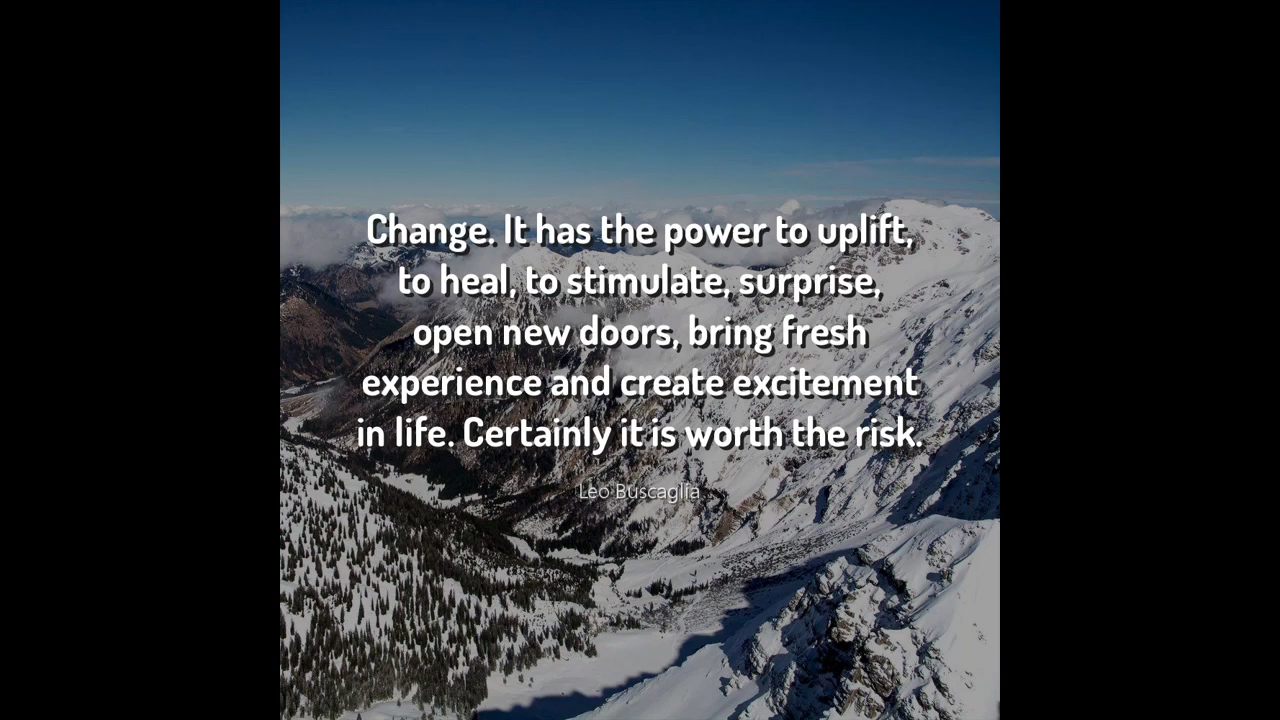 Change. It has the power to uplift,
to heal, to stimulate, surprise,
open new doors, bring fresh
experience and create excitement
in life. Certainly it is worth the risk.
Leo Buscaglia